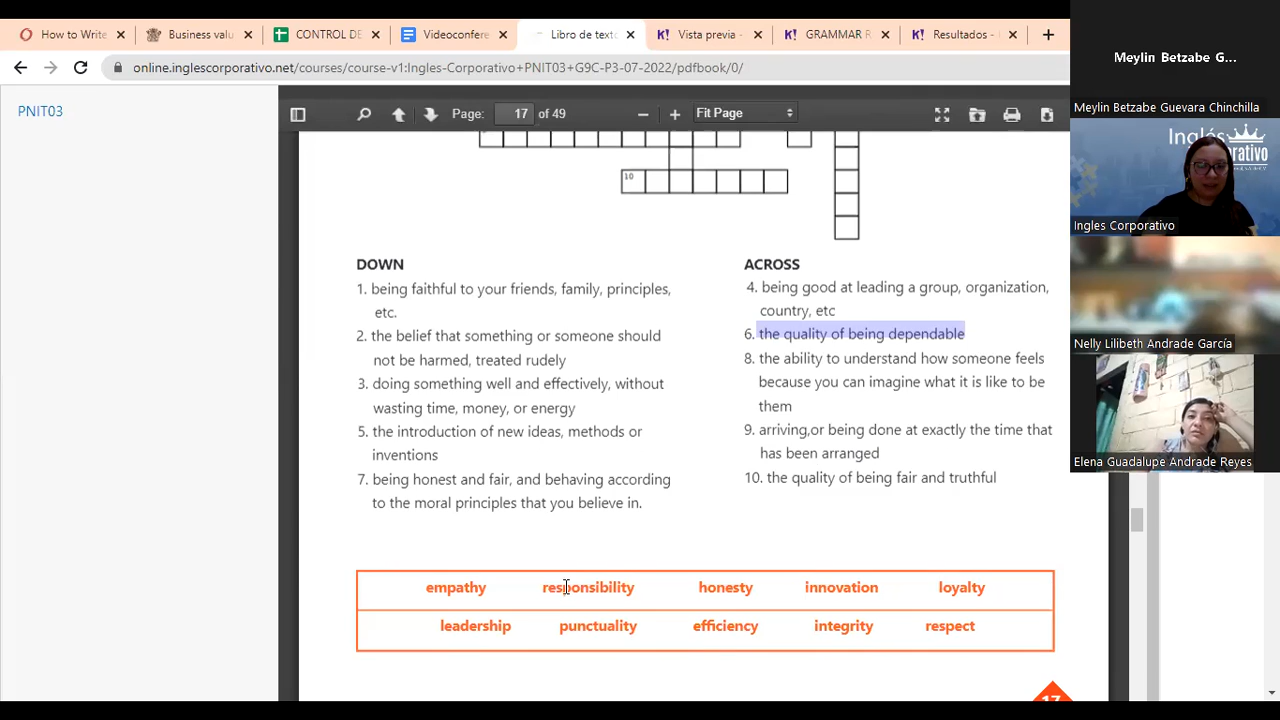 How to Write
Business valu
CONTROL DE
Videoconfere
Libro de texto
Vista previa -
GRAMMAR R
Resultados -
online.inglescorporativo.net/courses/course-v1:Ingles-Corporativo+PNIT03+G9C-P3-07-2022/pdfbook/0/
PNIT03
Page: 17 of 49
Fit Page
10
DOWN
1. being faithful to your friends, family, principles,
etc.
2. the belief that something or someone should
not be harmed, treated rudely
3. doing something well and effectively, without
wasting time, money, or energy
5. the introduction of new ideas, methods or
inventions
7. being honest and fair, and behaving according
to the moral principles that you believe in.
ACROSS
4. being good at leading a group, organization,
country, etc
6. the quality of being dependable
8. the ability to understand how someone feels
because you can imagine what it is like to be
them
9. arriving,or being done at exactly the time that
has been arranged
10. the quality of being fair and truthful
empathy responsibility honesty innovation loyalty
leadership punctuality efficiency integrity respect
17
Meylin Betzabe G...
Meylin Betzabe Guevara Chinchilla
Inglés
Ingles Corporativo
Nelly Lilibeth Andrade García
Elena Guadalupe Andrade Reyes